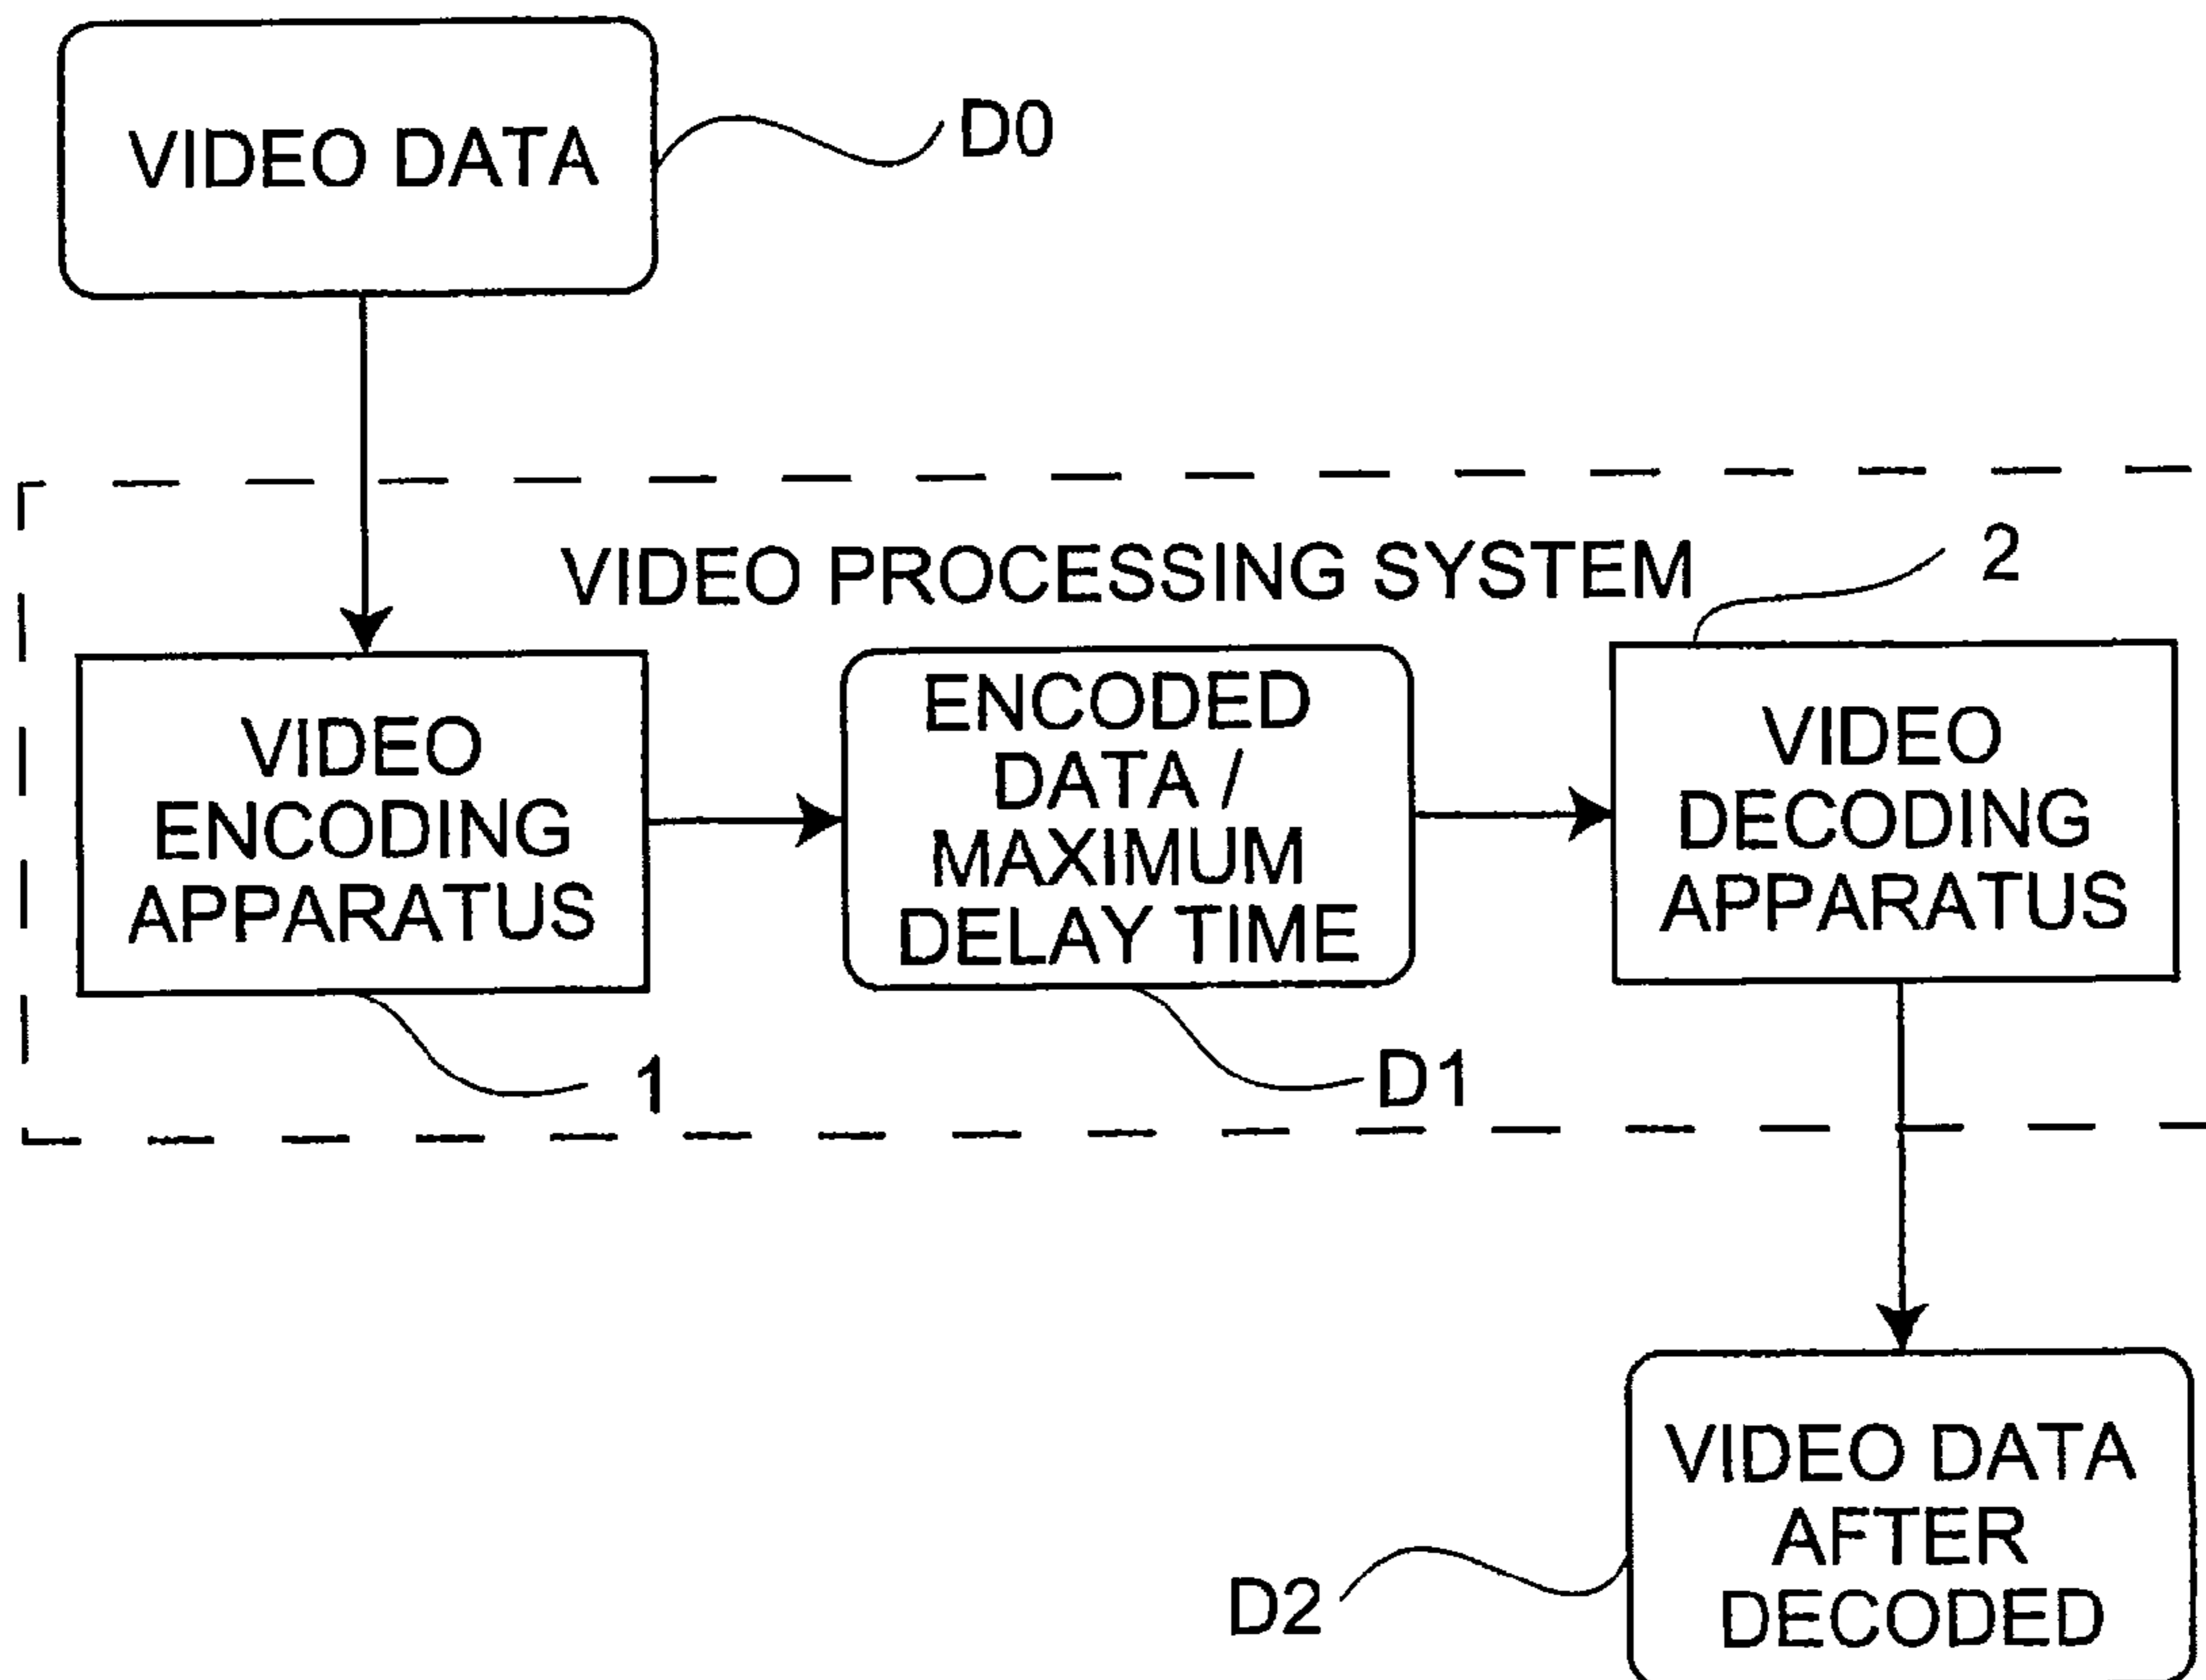 VIDEO DATA
D0
VIDEO PROCESSING SYSTEM
2
VIDEO
ENCODING
APPARATUS
ENCODED
DATA /
MAXIMUM
DELAY TIME
VIDEO
DECODING
APPARATUS
1
D1
VIDEO DATA
AFTER
DECODED
D2